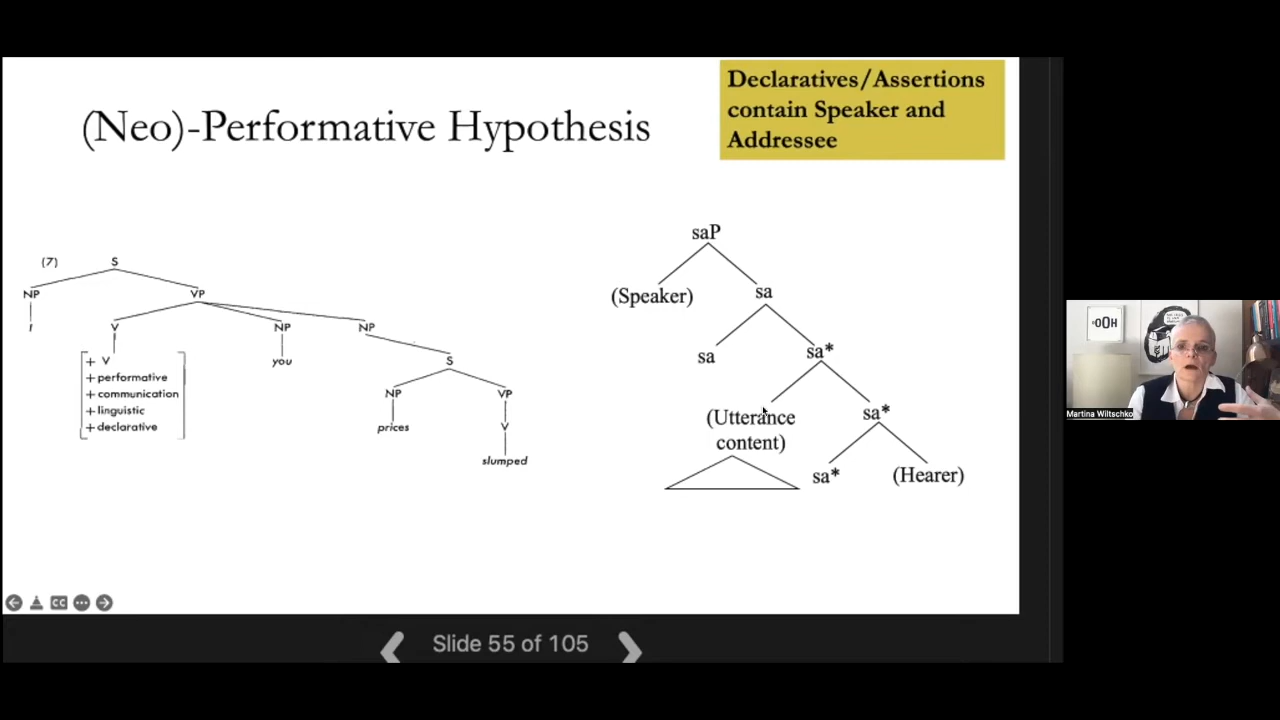 Declaratives/Assertions
contain Speaker and
Addressee
(Neo)-Performative Hypothesis
(7) S
NP VP
I V NP NP
+ V you S
+ performative
+ communication NP VP
+ linguistic prices V
+ declarative slumped
saP
(Speaker) sa
sa sa*
(Utterance sa*
content)
sa* (Hearer)
CC
Slide 55 of 105
OOH
Martina Wiltschko